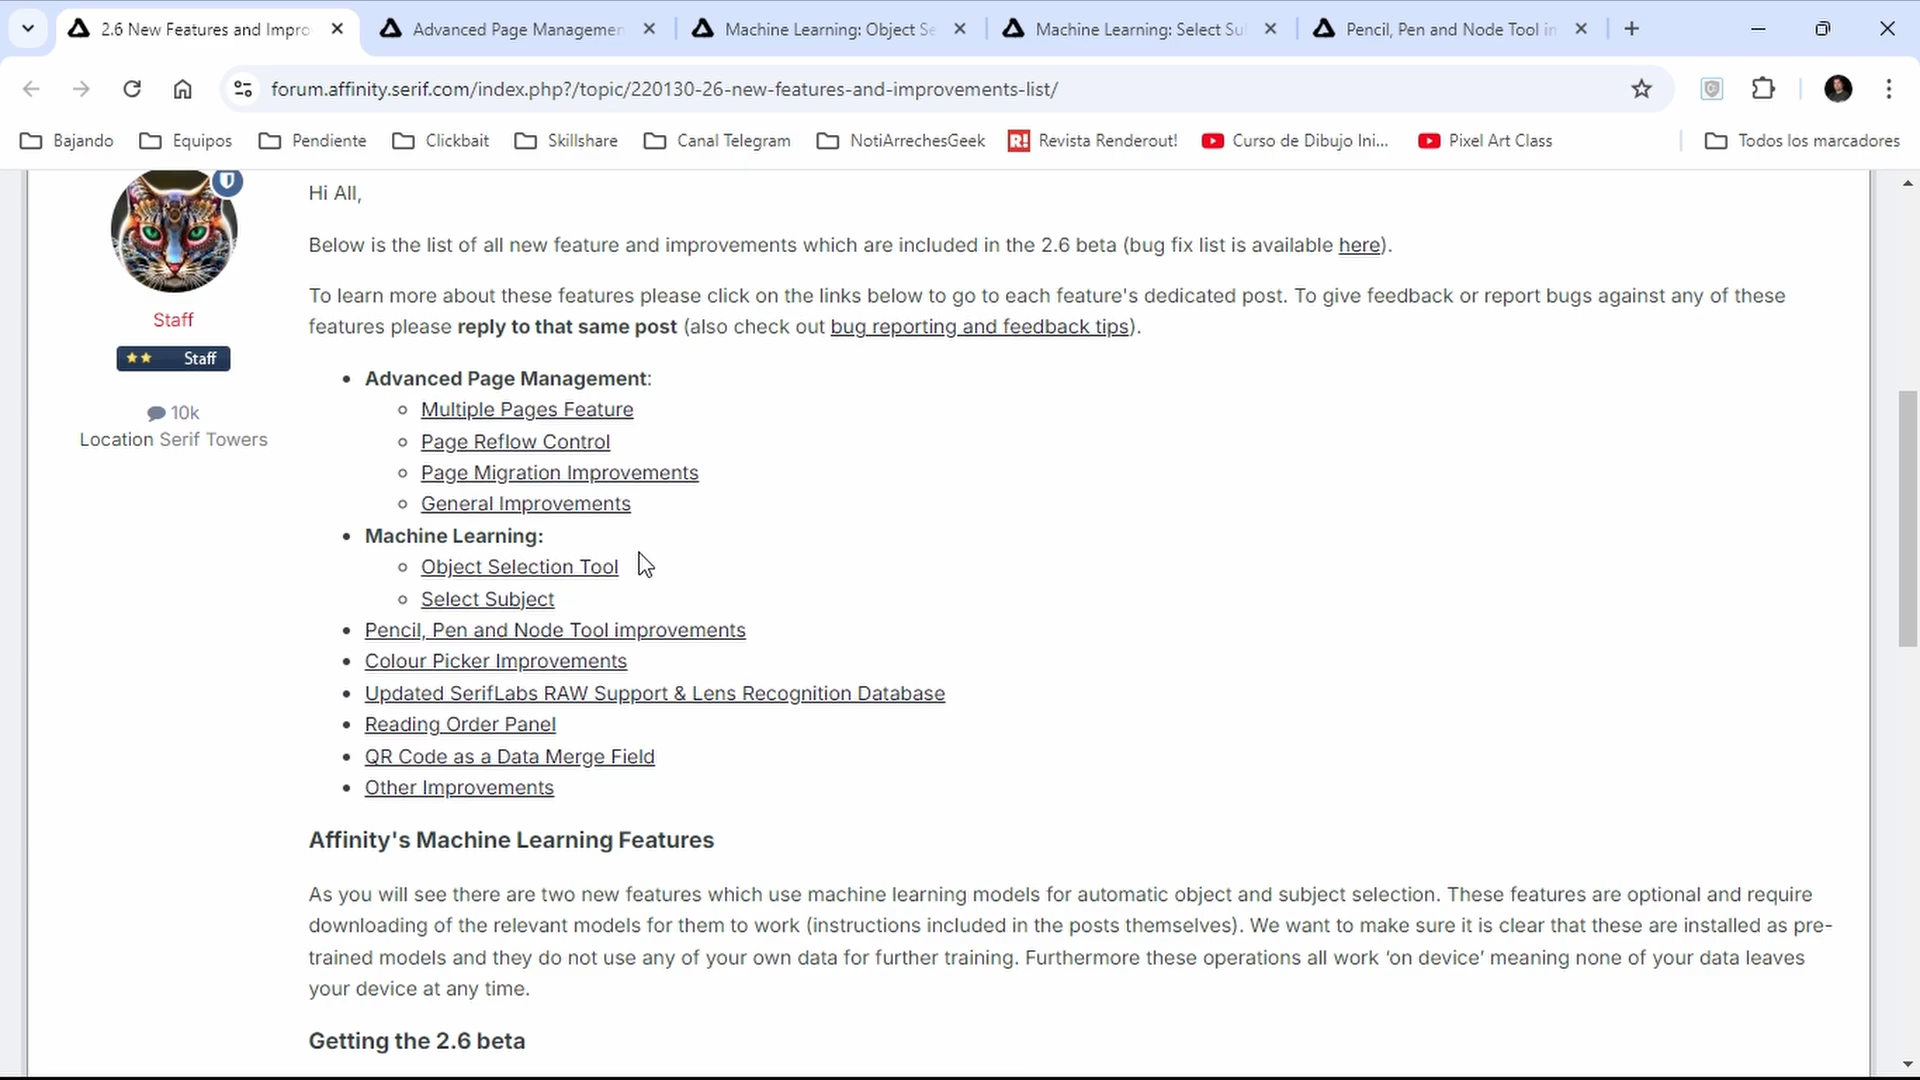 2.6 New Features and Impro
Advanced Page Managemen
Machine Learning: Object Se
Machine Learning: Select Su
Pencil, Pen and Node Tool in
forum.affinity.serif.com/index.php?/topic/220130-26-new-features-and-improvements-list/
Bajando
Equipos
Pendiente
Clickbait
Skillshare
Canal Telegram
NotiArrechesGeek
R!
Revista Renderout!
Curso de Dibujo Ini...
Pixel Art Class
Todos los marcadores
Staff
Staff
10k
Location Serif Towers
Hi All,
Below is the list of all new feature and improvements which are included in the 2.6 beta (bug fix list is available here).
To learn more about these features please click on the links below to go to each feature's dedicated post. To give feedback or report bugs against any of these
features please reply to that same post (also check out bug reporting and feedback tips).
Advanced Page Management:
Multiple Pages Feature
Page Reflow Control
Page Migration Improvements
General Improvements
Machine Learning:
Object Selection Tool
Select Subject
Pencil, Pen and Node Tool improvements
Colour Picker Improvements
Updated SerifLabs RAW Support & Lens Recognition Database
Reading Order Panel
QR Code as a Data Merge Field
Other Improvements
Affinity's Machine Learning Features
As you will see there are two new features which use machine learning models for automatic object and subject selection. These features are optional and require
downloading of the relevant models for them to work (instructions included in the posts themselves). We want to make sure it is clear that these are installed as pre-
trained models and they do not use any of your own data for further training. Furthermore these operations all work ‘on device’ meaning none of your data leaves
your device at any time.
Getting the 2.6 beta